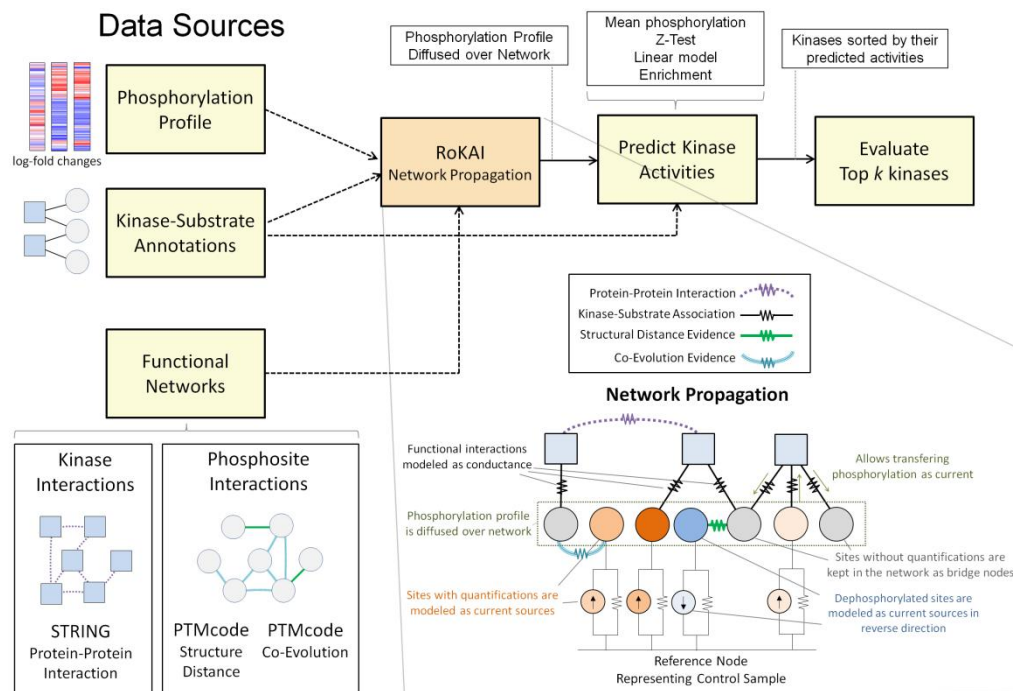 Data Sources
Phosphorylation
Profile
log-fold changes
Kinase-Substrate
Annotations
Functional
Networks
RoKAI
Network Propagation
Phosphorylation Profile
Diffused over Network
Mean phosphorylation
Z-Test
Linear model
Enrichment
Predict Kinase
Activities
Kinases sorted by their
predicted activities
Evaluate
Top k kinases
Kinase
Interactions
STRING
Protein-Protein
Interaction
Phosphosite
Interactions
PTMcode
Structure
Distance
PTMcode
Co-Evolution
Protein-Protein Interaction
Kinase-Substrate Association
Structural Distance Evidence
Co-Evolution Evidence
Network Propagation
Functional interactions
modeled as conductance
Allows transfering
phosphorylation as current
Phosphorylation profile
is diffused over network
Sites without quantifications are
kept in the network as bridge nodes
Sites with quantifications are
modeled as current sources
Dephosphorylated sites are
modeled as current sources in
reverse direction
Reference Node
Representing Control Sample